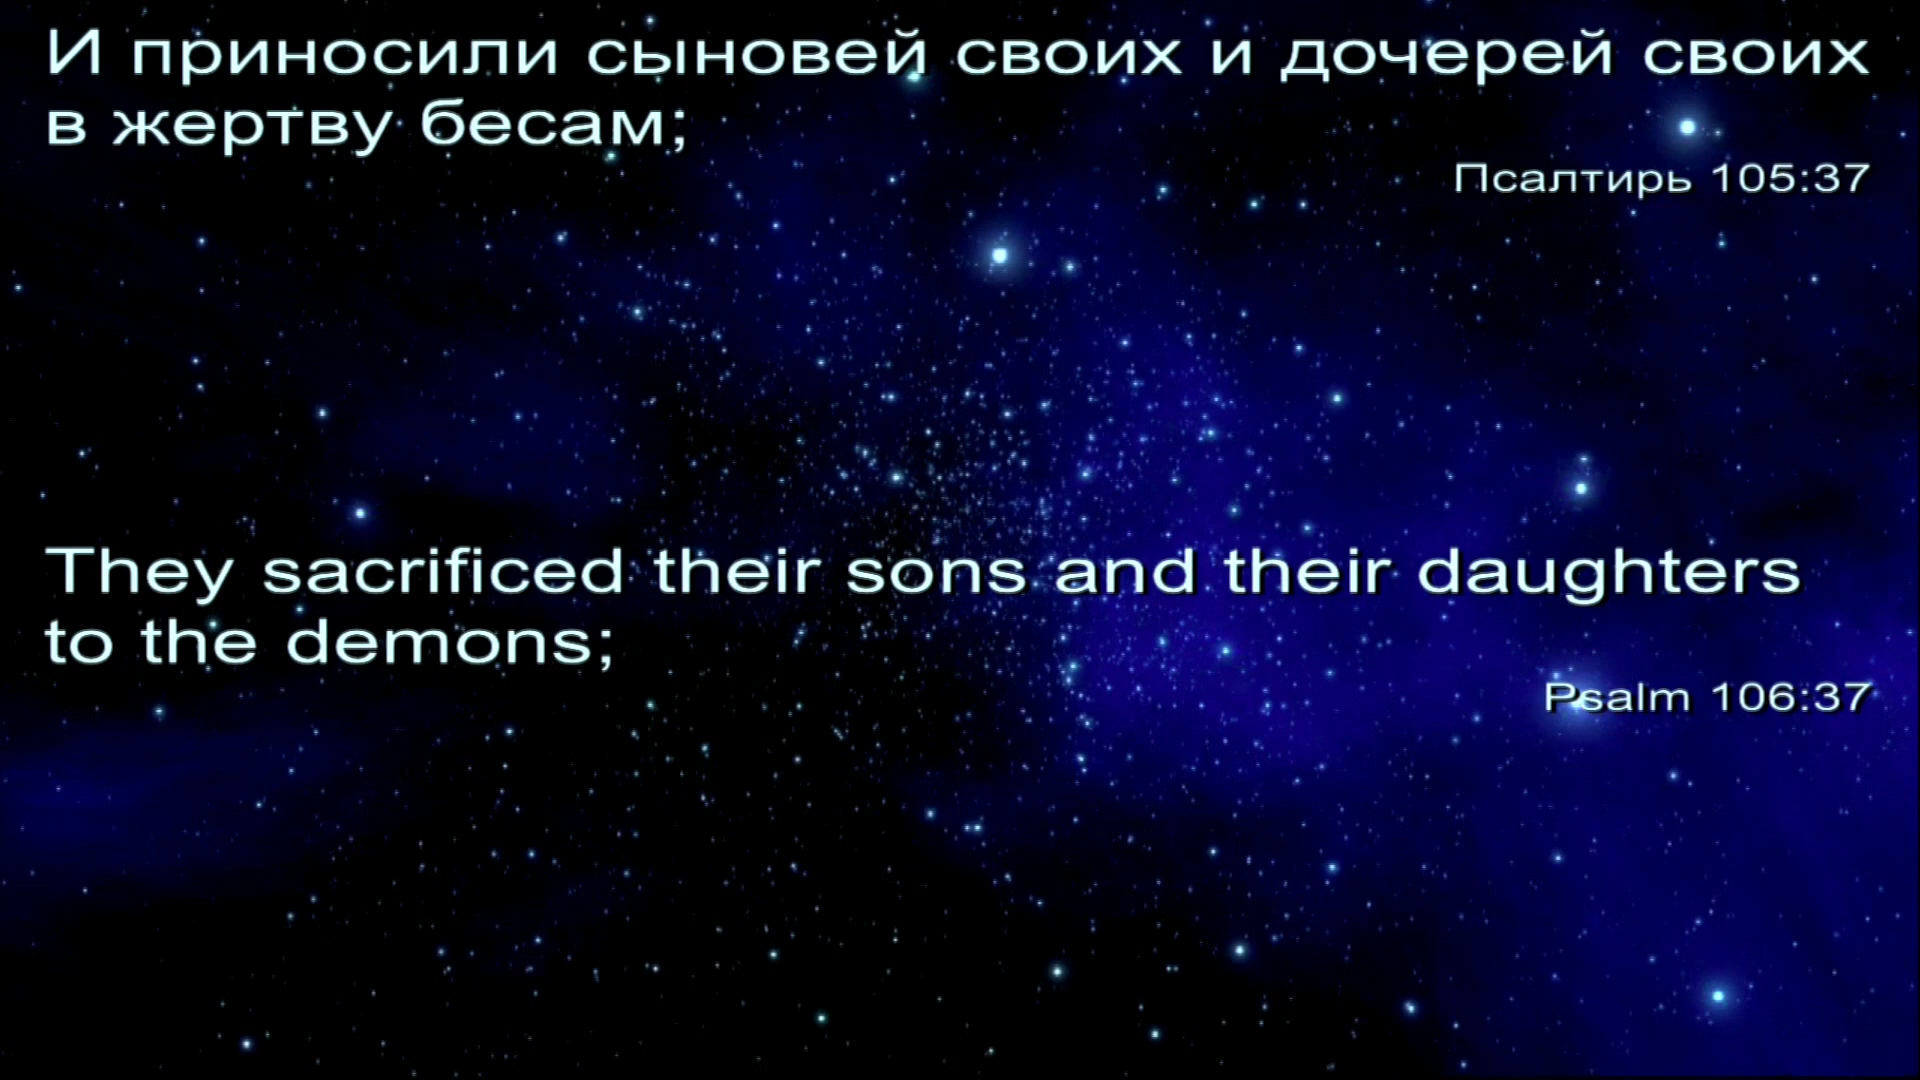 И приносили сыновей своих и дочерей своих
в жертву бесам;
Псалтирь 105:37
They sacrificed their sons and their daughters
to the demons;
Psalm 106:37